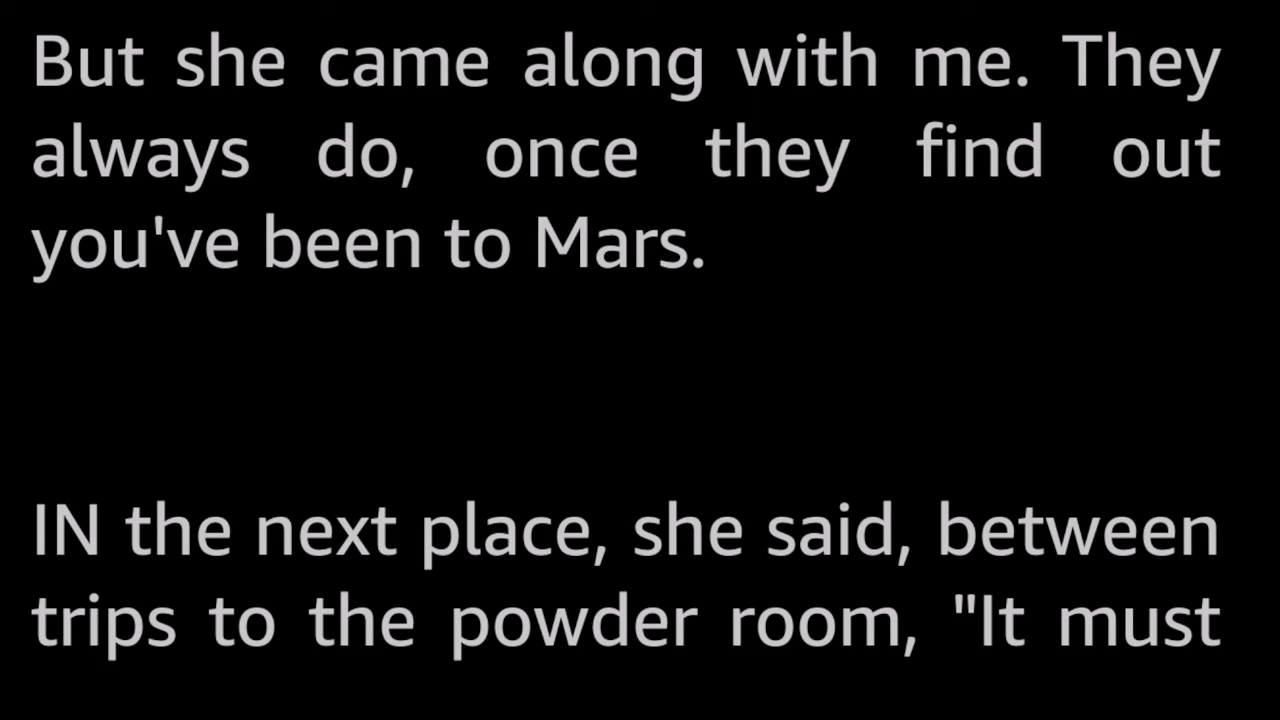 But she came along with me. They
always do, once they find out
you've been to Mars.
IN the next place, she said, between
trips to the powder room, "It must